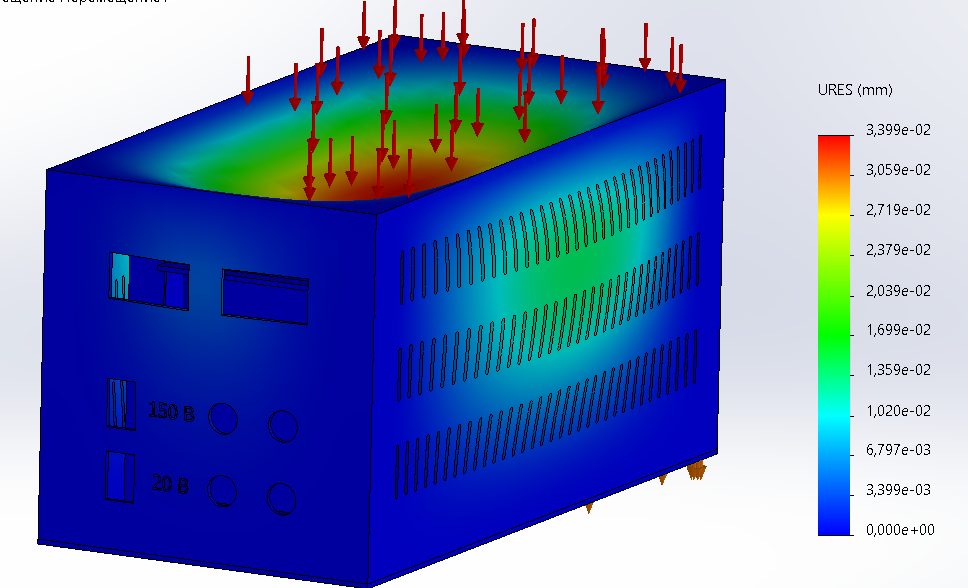 URES (mm)
3,399e-02
3,059e-02
2,719e-02
2,379e-02
2,039e-02
1,699e-02
1,359e-02
1,020e-02
6,797e-03
3,399e-03
0,000e+00
150 В